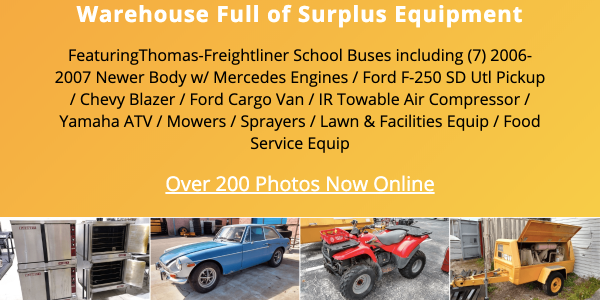 Warehouse Full of Surplus Equipment
FeaturingThomas-Freightliner School Buses including (7) 2006-
2007 Newer Body w/ Mercedes Engines / Ford F-250 SD Utl Pickup
/ Chevy Blazer / Ford Cargo Van / IR Towable Air Compressor /
Yamaha ATV / Mowers / Sprayers / Lawn & Facilities Equip / Food
Service Equip
Over 200 Photos Now Online